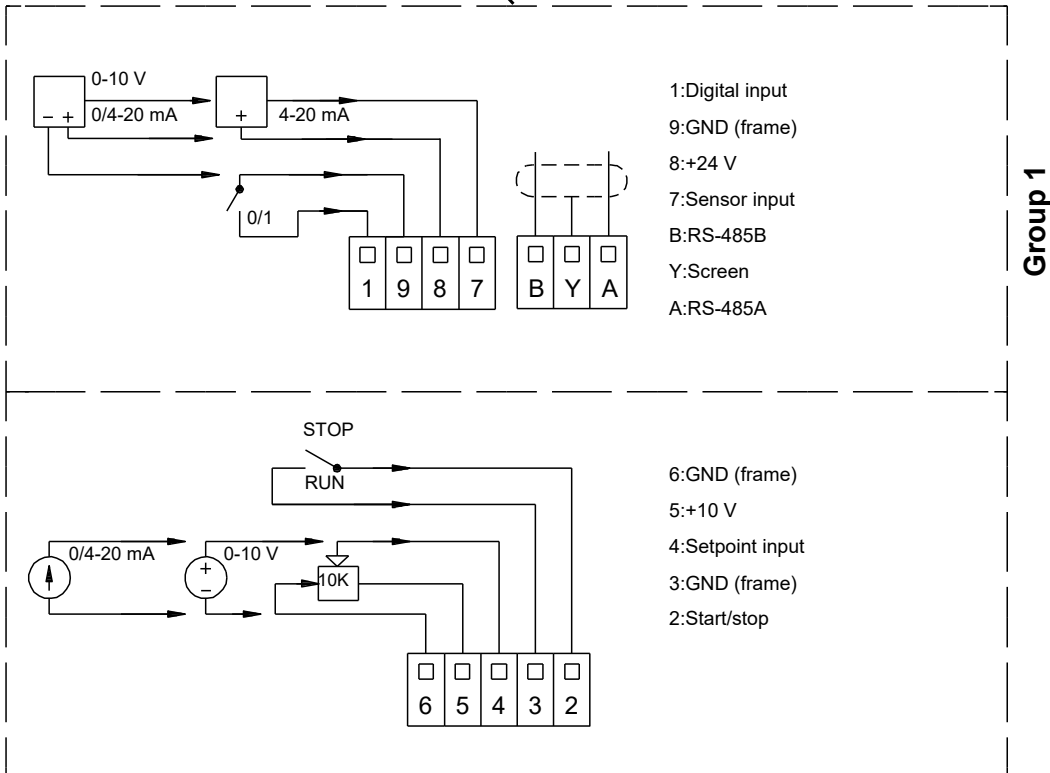 0-10 V
- +
0/4-20 mA
+
4-20 mA
0/1
1 9 8 7
B Y A
1:Digital input
9:GND (frame)
8:+24 V
7:Sensor input
B:RS-485B
Y:Screen
A:RS-485A
Group 1
STOP
RUN
0/4-20 mA
+
-
0-10 V
10K
6 5 4 3 2
6:GND (frame)
5:+10 V
4:Setpoint input
3:GND (frame)
2:Start/stop